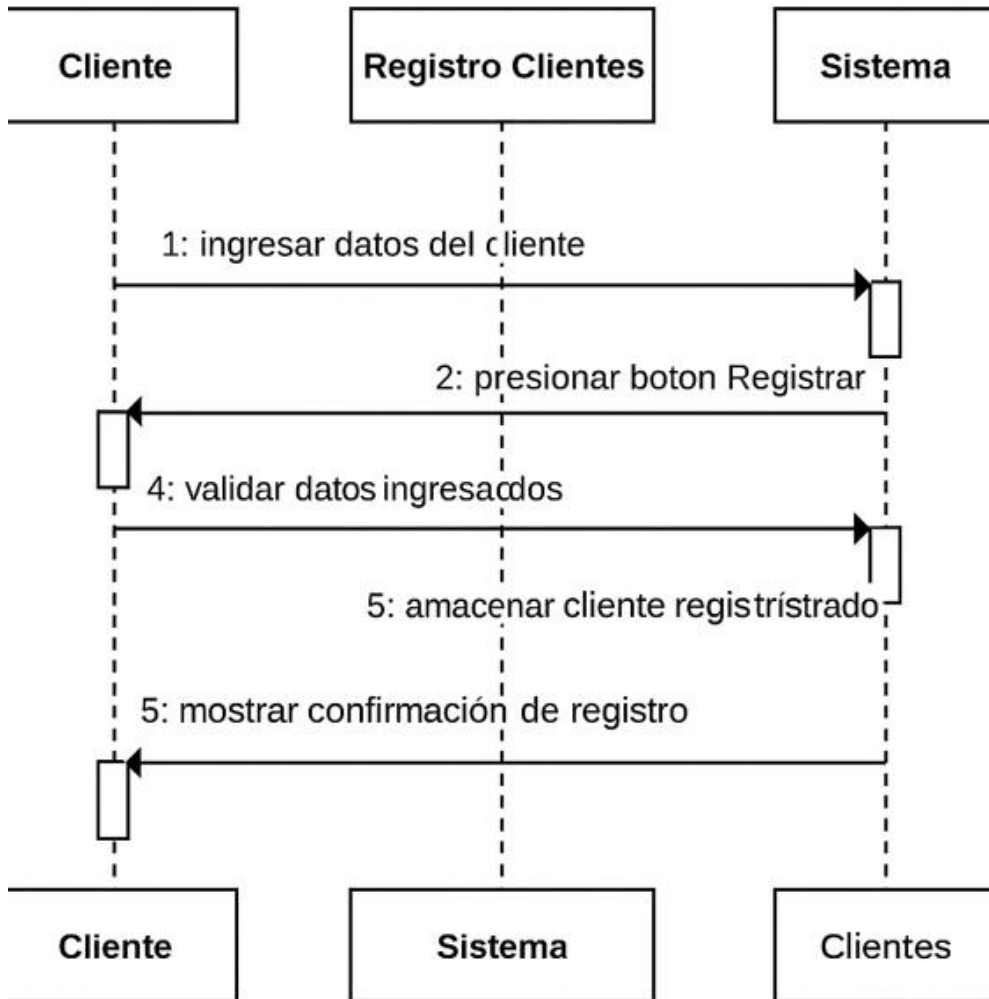 Cliente
Registro Clientes
Sistema
1: ingresar datos del cliente
2: presionar boton Registrar
4: validar datos ingresados
5: amacenar cliente registrístrado
5: mostrar confirmación de registro
Cliente
Sistema
Clientes